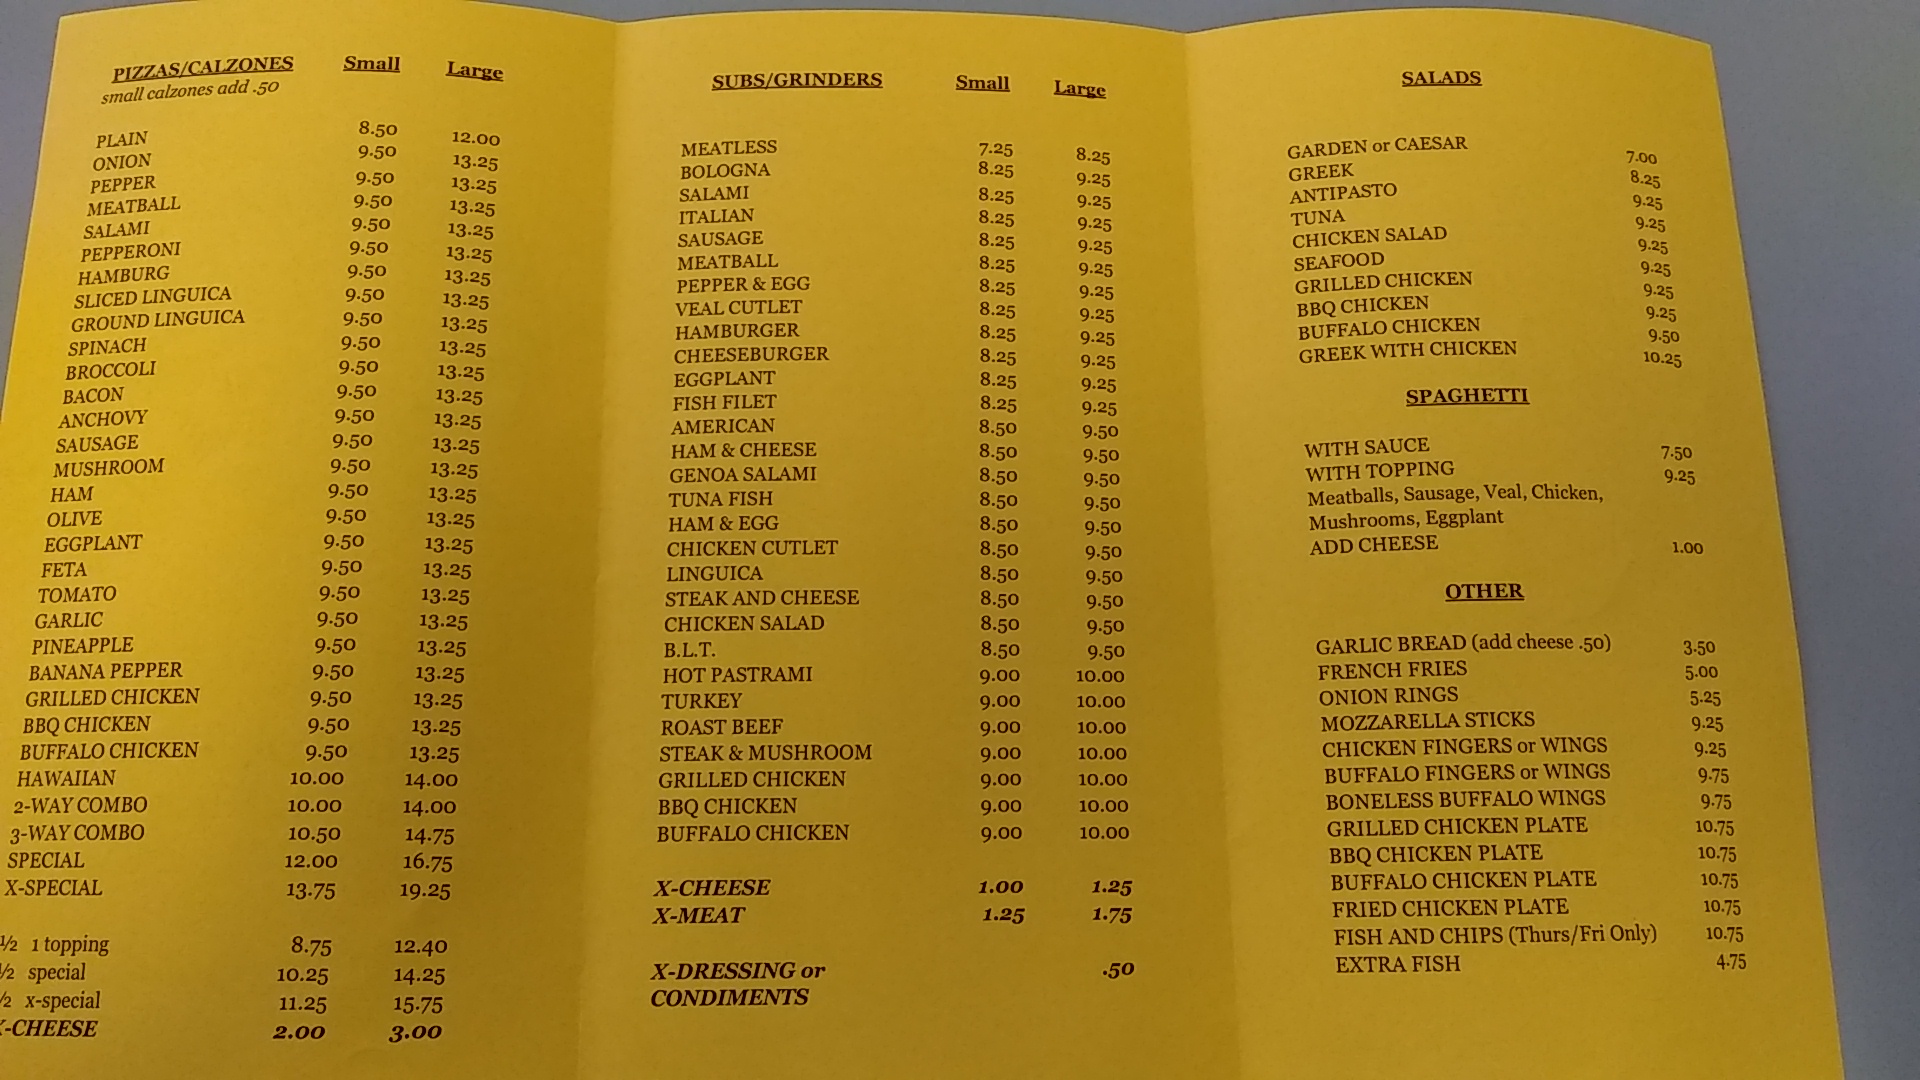 PIZZAS/CALZONES Small Large
small calzones add .50
PLAIN 8.50 12.00
ONION 9.50 13.25
PEPPER 9.50 13.25
MEATBALL 9.50 13.25
SALAMI 9.50 13.25
PEPPERONI 9.50 13.25
HAMBURG 9.50 13.25
SLICED LINGUICA 9.50 13.25
GROUND LINGUICA 9.50 13.25
SPINACH 9.50 13.25
BROCCOLI 9.50 13.25
BACON 9.50 13.25
ANCHOVY 9.50 13.25
SAUSAGE 9.50 13.25
MUSHROOM 9.50 13.25
HAM 9.50 13.25
OLIVE 9.50 13.25
EGGPLANT 9.50 13.25
FETA 9.50 13.25
TOMATO 9.50 13.25
GARLIC 9.50 13.25
PINEAPPLE 9.50 13.25
BANANA PEPPER 9.50 13.25
GRILLED CHICKEN 9.50 13.25
BBQ CHICKEN 9.50 13.25
BUFFALO CHICKEN 9.50 13.25
HAWAIIAN 10.00 14.00
2-WAY COMBO 10.00 14.00
3-WAY COMBO 10.50 14.75
SPECIAL 12.00 16.75
X-SPECIAL 13.75 19.25
½ 1 topping 8.75 12.40
½ special 10.25 14.25
½ x-special 11.25 15.75
X-CHEESE 2.00 3.00
SUBS/GRINDERS Small Large
MEATLESS 7.25 8.25
BOLOGNA 8.25 9.25
SALAMI 8.25 9.25
ITALIAN 8.25 9.25
SAUSAGE 8.25 9.25
MEATBALL 8.25 9.25
PEPPER & EGG 8.25 9.25
VEAL CUTLET 8.25 9.25
HAMBURGER 8.25 9.25
CHEESEBURGER 8.25 9.25
EGGPLANT 8.25 9.25
FISH FILET 8.25 9.25
AMERICAN 8.50 9.50
HAM & CHEESE 8.50 9.50
GENOA SALAMI 8.50 9.50
TUNA FISH 8.50 9.50
HAM & EGG 8.50 9.50
CHICKEN CUTLET 8.50 9.50
LINGUICA 8.50 9.50
STEAK AND CHEESE 8.50 9.50
CHICKEN SALAD 8.50 9.50
B.L.T. 8.50 9.50
HOT PASTRAMI 9.00 10.00
TURKEY 9.00 10.00
ROAST BEEF 9.00 10.00
STEAK & MUSHROOM 9.00 10.00
GRILLED CHICKEN 9.00 10.00
BBQ CHICKEN 9.00 10.00
BUFFALO CHICKEN 9.00 10.00
X-CHEESE 1.00 1.25
X-MEAT 1.25 1.75
X-DRESSING or .50
CONDIMENTS
SALADS
GARDEN or CAESAR 7.00
GREEK 8.25
ANTIPASTO 9.25
TUNA 9.25
CHICKEN SALAD 9.25
SEAFOOD 9.25
GRILLED CHICKEN 9.25
BBQ CHICKEN 9.25
BUFFALO CHICKEN 9.50
GREEK WITH CHICKEN 10.25
SPAGHETTI
WITH SAUCE 7.50
WITH TOPPING 9.25
Meatballs, Sausage, Veal, Chicken,
Mushrooms, Eggplant
ADD CHEESE 1.00
OTHER
GARLIC BREAD (add cheese .50) 3.50
FRENCH FRIES 5.00
ONION RINGS 5.25
MOZZARELLA STICKS 9.25
CHICKEN FINGERS or WINGS 9.25
BUFFALO FINGERS or WINGS 9.75
BONELESS BUFFALO WINGS 9.75
GRILLED CHICKEN PLATE 10.75
BBQ CHICKEN PLATE 10.75
BUFFALO CHICKEN PLATE 10.75
FRIED CHICKEN PLATE 10.75
FISH AND CHIPS (Thurs/Fri Only) 10.75
EXTRA FISH 4.75